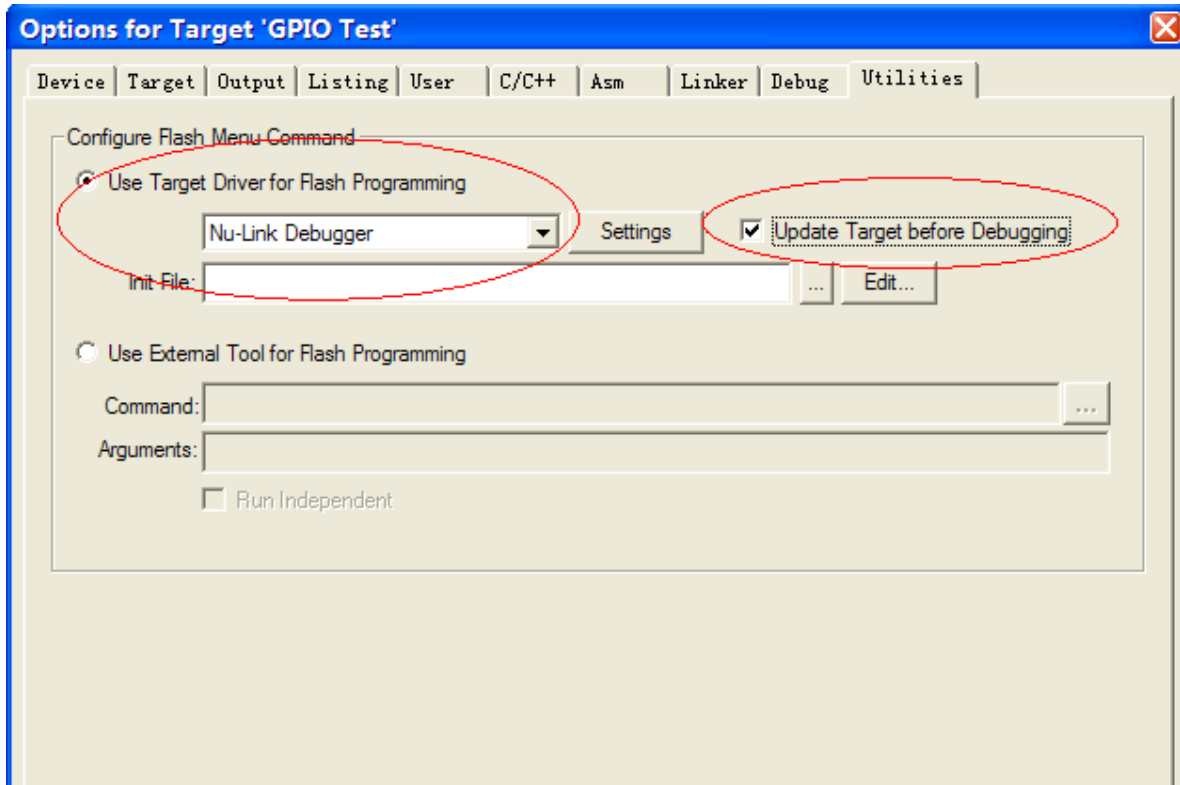 Options for Target 'GPIO Test'
Device Target Output Listing User C/C++ Asm Linker Debug Utilities
Configure Flash Menu Command
Use Target Driver for Flash Programming
Nu-Link Debugger Settings Update Target before Debugging
Init File: ... Edit...
Use External Tool for Flash Programming
Command: ...
Arguments:
Run Independent